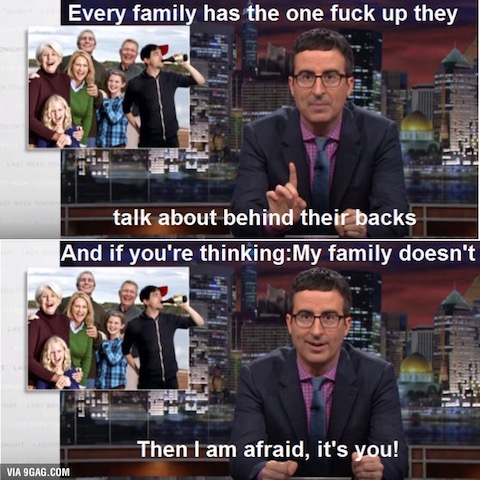 Every family has the one fuck up they
talk about behind their backs
And if you're thinking:My family doesn't
Then I am afraid, it's you!
VIA 9GAG.COM